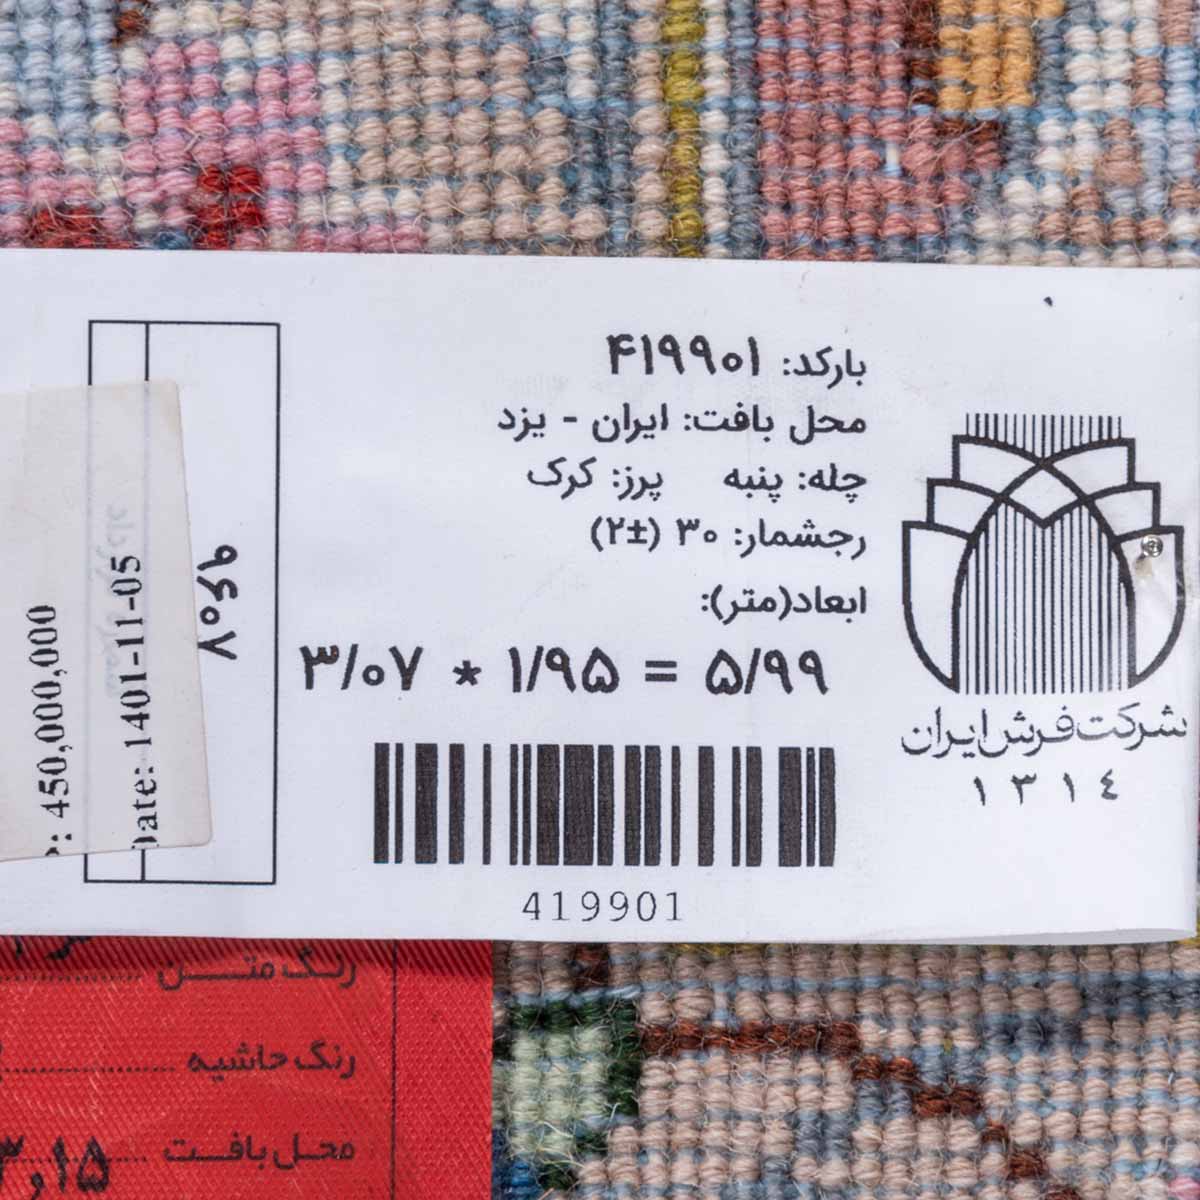 بارکد: ۴۱۹۹۰۱
محل بافت: ایران - یزد
چله: پنبه پرز: کرک
رجشمار: ۳۰ (±۲)
ابعاد(متر):
۳/۰۷ * ۱/۹۵ = ۵/۹۹
419901
شرکت فرش ایران
۱۳۱٤
۹۶۰۷
: 450,000,000
Date: 1401-11-05
رنگ متن
رنگ حاشیه
محل بافت